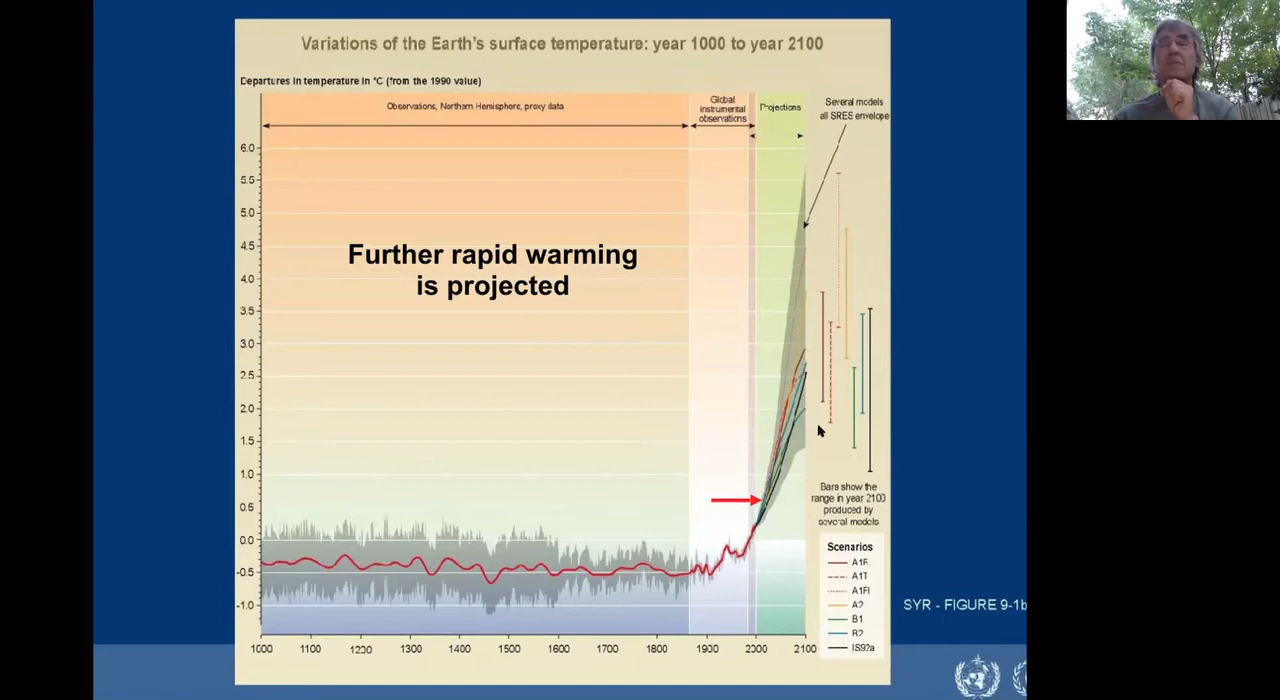 Variations of the Earth's surface temperature: year 1000 to year 2100
Departures in temperature in °C (from the 1990 value)
Observations, Northern Hemisphere, proxy data
Global
instrumental
observations
Projections
Several models
all SRES envelope
6.0
5.5
5.0
4.5
4.0
3.5
3.0
2.5
2.0
1.5
1.0
0.5
0.0
-0.5
-1.0
Further rapid warming
is projected
Bars show the
range in year 2100
produced by
several models
Scenarios
A1B
A1T
A1FI
A2
B1
B2
IS92a
1000 1100 1200 1300 1400 1500 1600 1700 1800 1900 2000 2100
SYR - FIGURE 9-1b